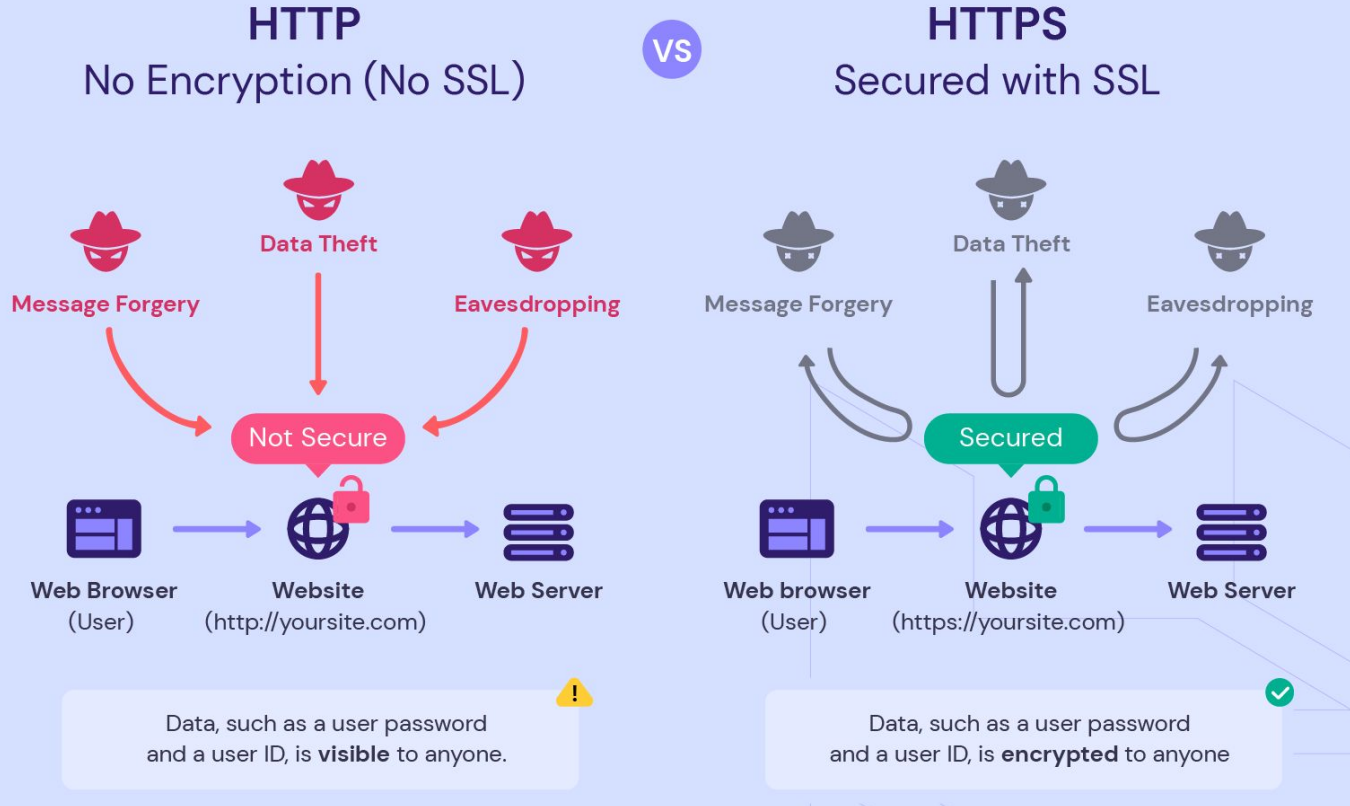 HTTP
No Encryption (No SSL)
VS
HTTPS
Secured with SSL
Data Theft
Message Forgery
Eavesdropping
Not Secure
Web Browser
(User)
Website
(http://yoursite.com)
Web Server
!
Data, such as a user password
and a user ID, is visible to anyone.
Data Theft
Message Forgery
Eavesdropping
Secured
Web browser
(User)
Website
(https://yoursite.com)
Web Server
Data, such as a user password
and a user ID, is encrypted to anyone